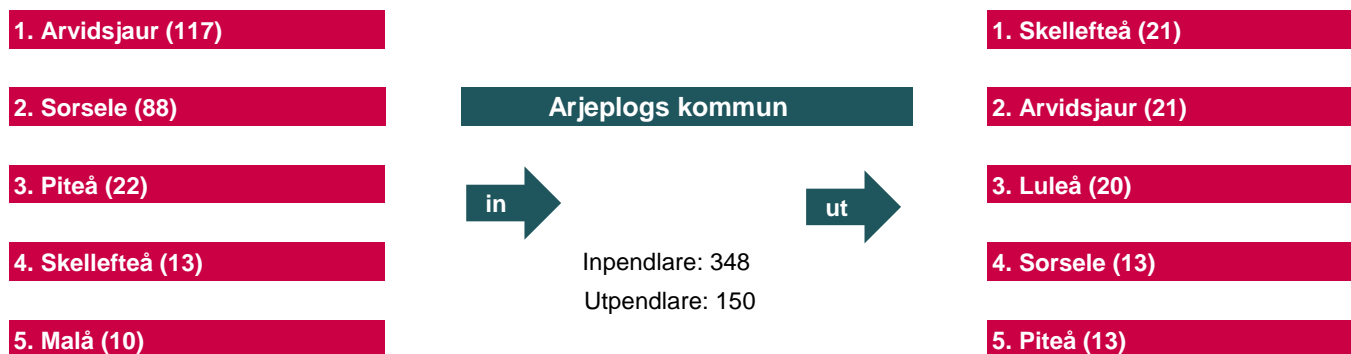 1. Arvidsjaur (117)
2. Sorsele (88)
3. Piteå (22)
4. Skellefteå (13)
5. Malå (10)
Arjeplogs kommun
in
ut
Inpendlare: 348
Utpendlare: 150
1. Skellefteå (21)
2. Arvidsjaur (21)
3. Luleå (20)
4. Sorsele (13)
5. Piteå (13)